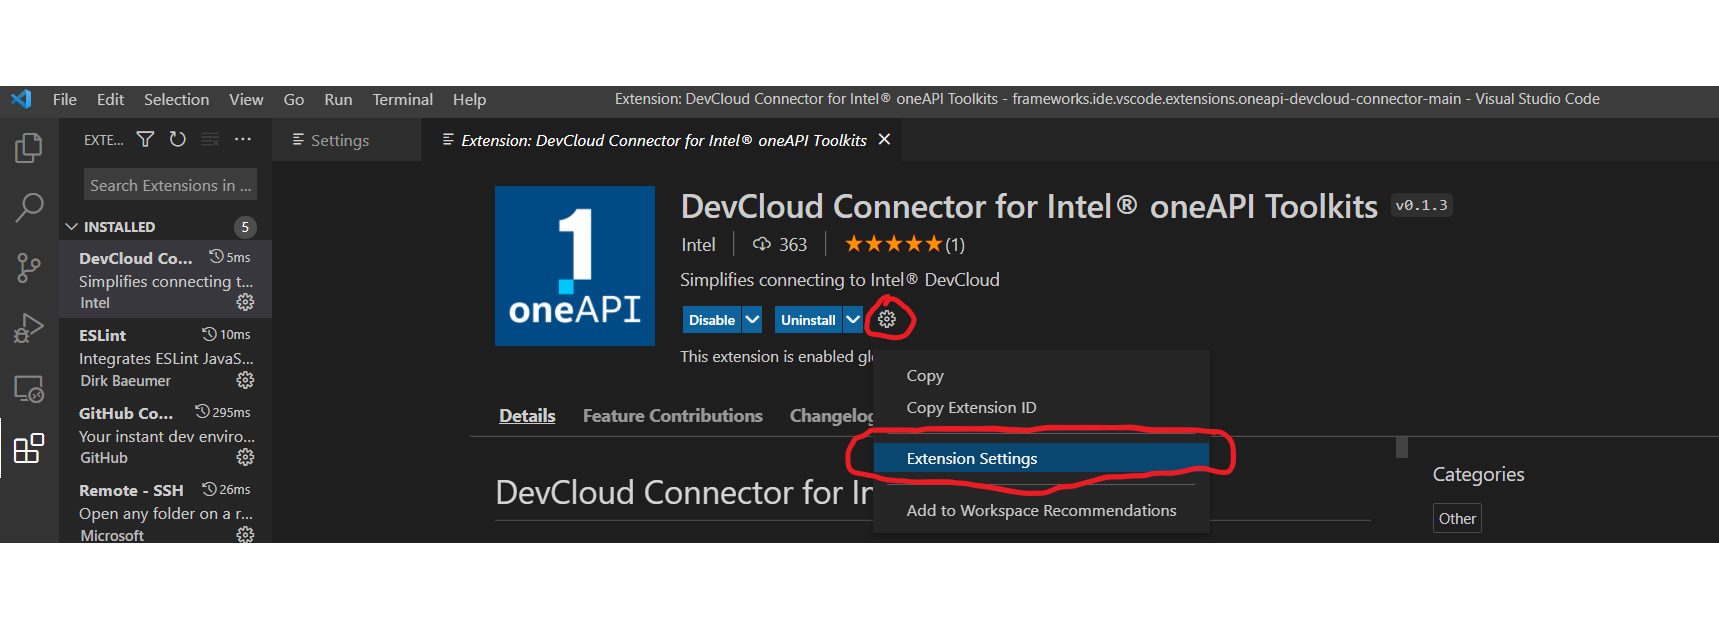 File Edit Selection View Go Run Terminal Help
Extension: DevCloud Connector for Intel® oneAPI Toolkits - frameworks.ide.vscode.extensions.oneapi-devcloud-connector-main - Visual Studio Code
EXTE... ...
Settings
Extension: DevCloud Connector for Intel® oneAPI Toolkits
Search Extensions in ...
INSTALLED 5
DevCloud Co... 5ms
Simplifies connecting t...
Intel
ESLint 10ms
Integrates ESLint JavaS...
Dirk Baeumer
GitHub Co... 295ms
Your instant dev enviro...
GitHub
Remote - SSH 26ms
Open any folder on a r...
Microsoft
1
oneAPI
DevCloud Connector for Intel® oneAPI Toolkits v0.1.3
Intel 363 ★★★★★(1)
Simplifies connecting to Intel® DevCloud
Disable Uninstall
This extension is enabled gl
Details Feature Contributions Changelog
Copy
Copy Extension ID
Extension Settings
Add to Workspace Recommendations
DevCloud Connector for In
Categories
Other